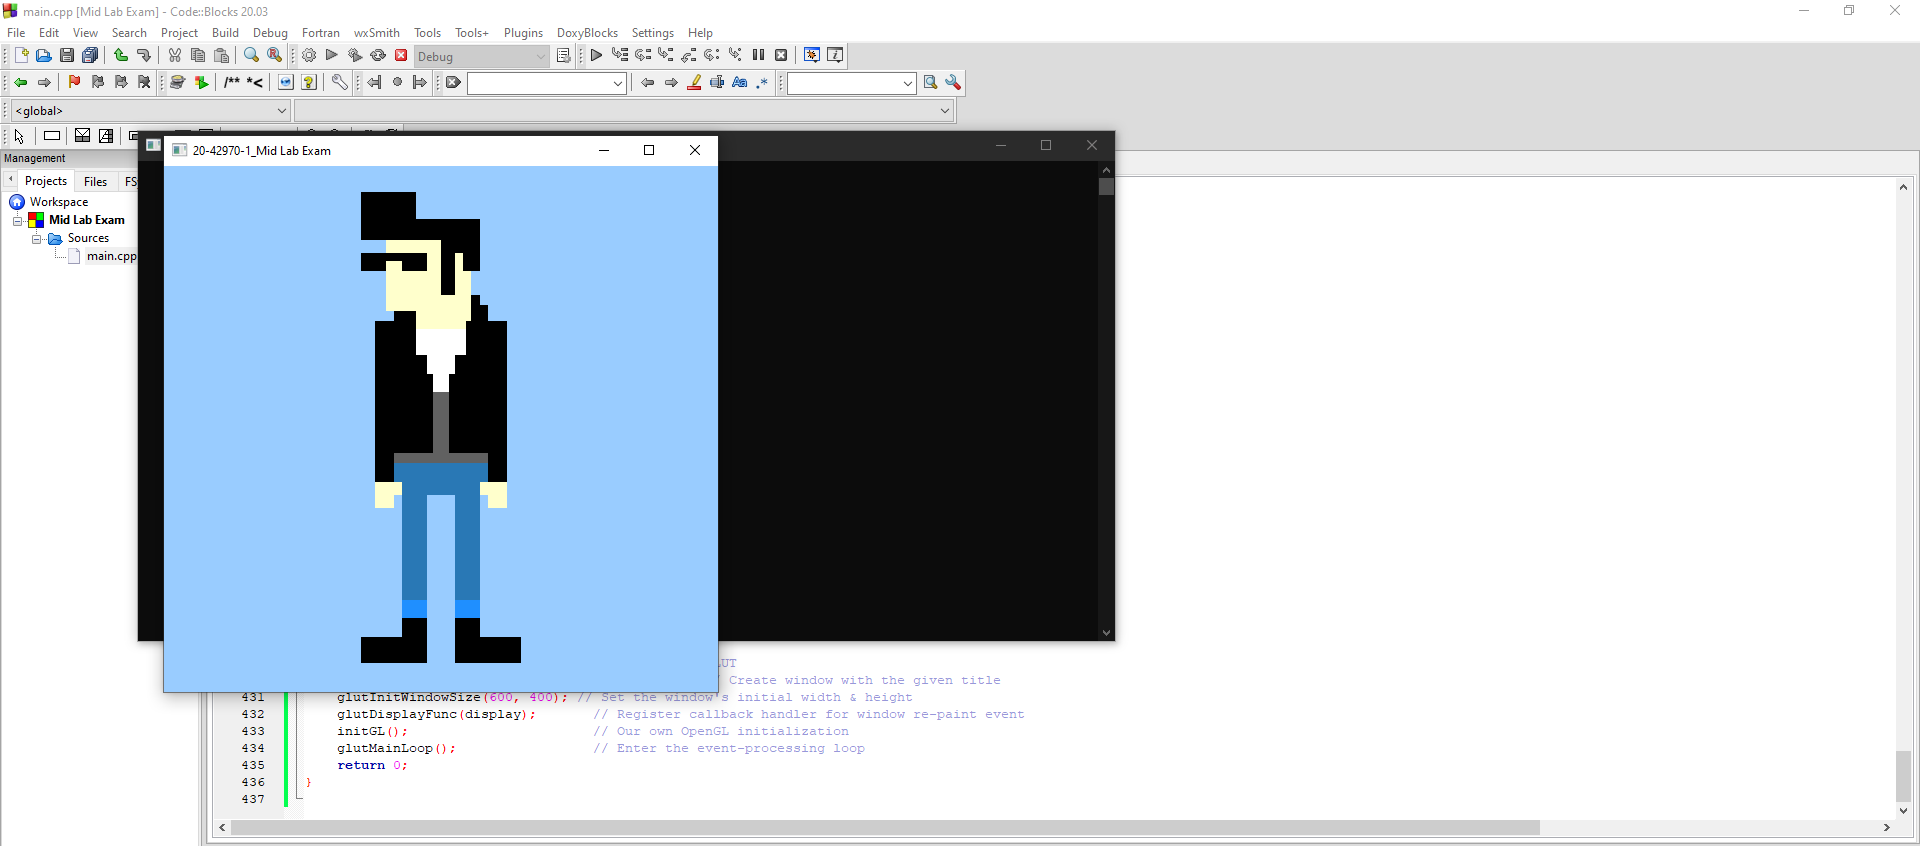 main.cpp [Mid Lab Exam] - Code::Blocks 20.03
File Edit View Search Project Build Debug Fortran wxSmith Tools Tools+ Plugins DoxyBlocks Settings Help
Debug
/** *<
Aa .*
<global>
Management
20-42970-1_Mid Lab Exam
Projects Files FS
Workspace
Mid Lab Exam
Sources
main.cpp
LUT
Create window with the given title
431 glutInitWindowSize(600, 400); // Set the window's initial width & height
432 glutDisplayFunc(display); // Register callback handler for window re-paint event
433 initGL(); // Our own OpenGL initialization
434 glutMainLoop(); // Enter the event-processing loop
435 return 0;
436 }
437